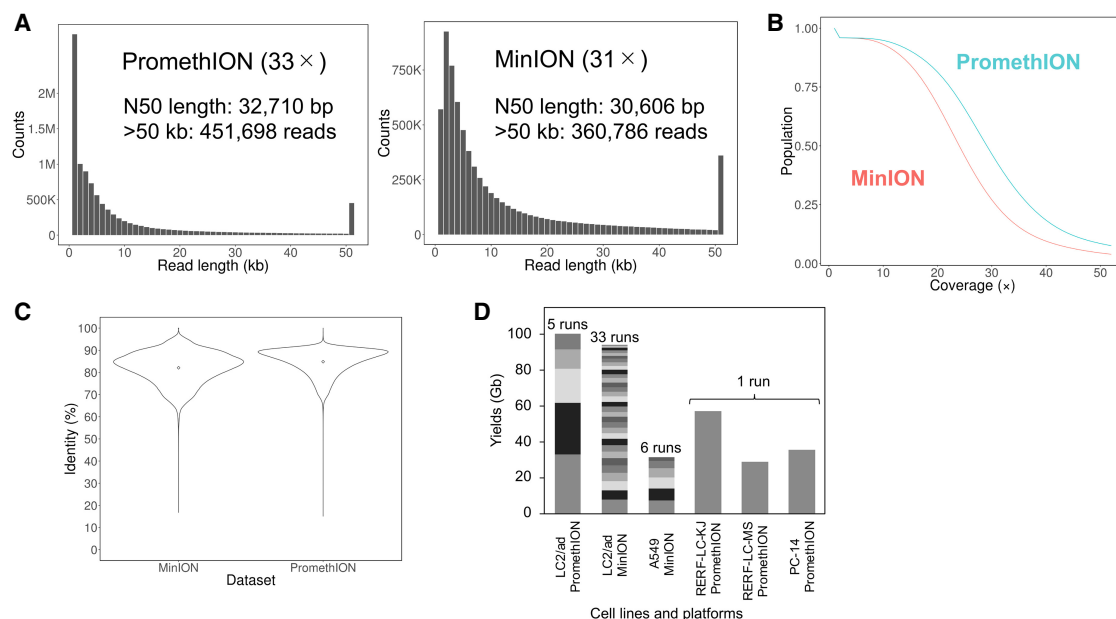 A
PromethION (33×)
N50 length: 32,710 bp
>50 kb: 451,698 reads
Counts
2M
1.5M
1M
500K
0
0 10 20 30 40 50
Read length (kb)
MinION (31×)
N50 length: 30,606 bp
>50 kb: 360,786 reads
Counts
750K
500K
250K
0
0 10 20 30 40 50
Read length (kb)
B
PromethION
MinION
Population
1.00
0.75
0.50
0.25
0.00
0 10 20 30 40 50
Coverage (×)
C
Identity (%)
100
90
80
70
60
50
40
30
20
10
0
MinION PromethION
Dataset
D
Yields (Gb)
100
80
60
40
20
0
5 runs
33 runs
6 runs
1 run
LC2/ad
PromethION
LC2/ad
MinION
A549
MinION
RERF-LC-KJ
PromethION
RERF-LC-MS
PromethION
PC-14
PromethION
Cell lines and platforms